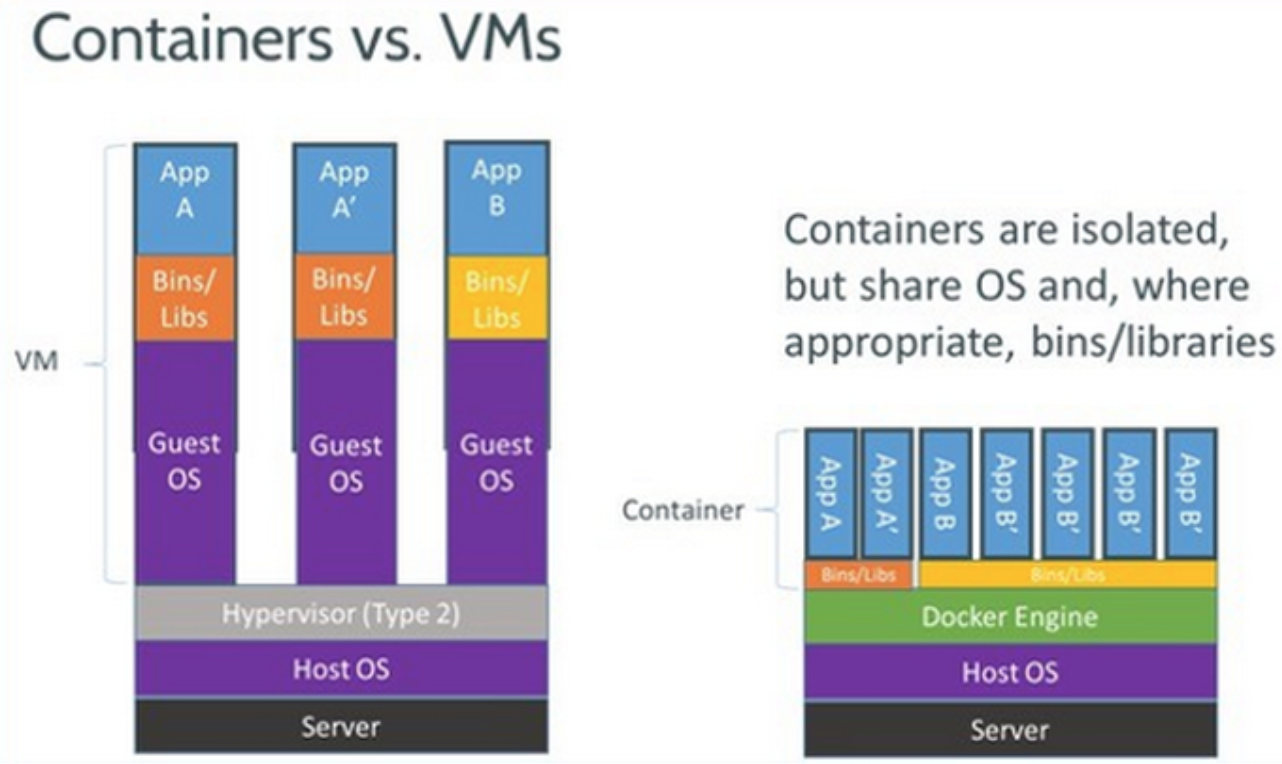 Containers vs. VMs
App
A
App
A’
App
B
Bins/
Libs
Bins/
Libs
Bins/
Libs
VM
Guest
OS
Guest
OS
Guest
OS
Hypervisor (Type 2)
Host OS
Server
Containers are isolated,
but share OS and, where
appropriate, bins/libraries
Container
App A
App A’
App B
App B’
App B’
App B’
App B’
Bins/Libs
Bins/Libs
Docker Engine
Host OS
Server